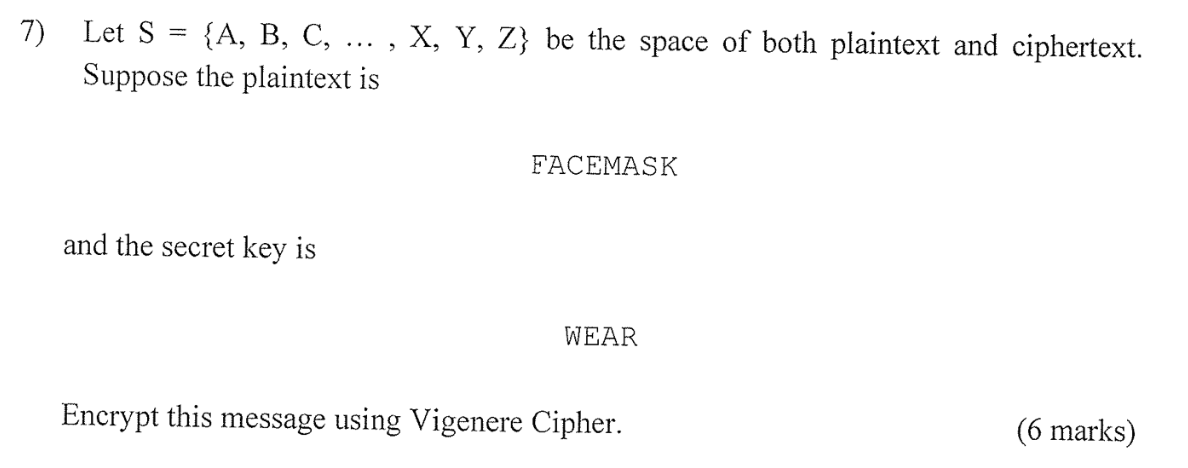 7) Let S = {A, B, C, ... , X, Y, Z} be the space of both plaintext and ciphertext.
Suppose the plaintext is
FACEMASK
and the secret key is
WEAR
Encrypt this message using Vigenere Cipher.
(6 marks)